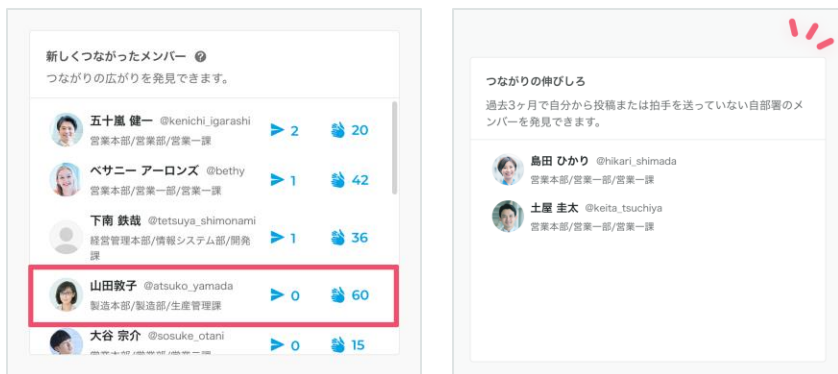 新しくつながったメンバー
つながりの広がりを発見できます。
五十嵐 健一 @kenichi_igarashi
営業本部/営業部/営業一課
2 20
ベサニー アーロンズ @bethy
営業本部/営業一部/営業一課
1 42
下南 鉄哉 @tetsuya_shimonami
経営管理本部/情報システム部/開発
課
1 36
山田敦子 @atsuko_yamada
製造本部/製造部/生産管理課
0 60
大谷 宗介 @sosuke_otani
0 15
つながりの伸びしろ
過去3ヶ月で自分から投稿または拍手を送っていない自部署のメ
ンバーを発見できます。
島田 ひかり @hikari_shimada
営業本部/営業一部/営業一課
土屋 圭太 @keita_tsuchiya
営業本部/営業一部/営業一課